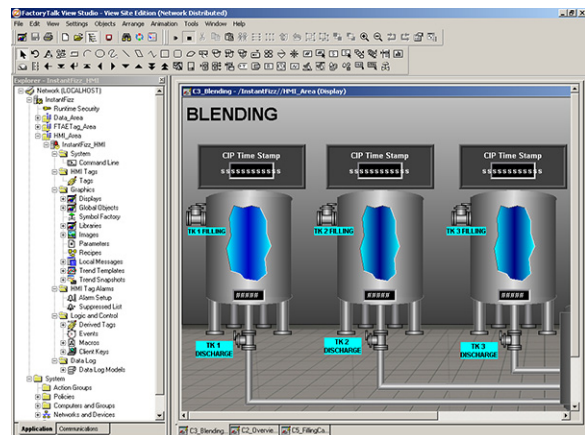 FactoryTalk View Studio - View Site Edition (Network Distributed)
File Edit View Settings Objects Arrange Animation Tools Window Help
Explorer - InstantFizz_HMI
Network (LOCALHOST)
InstantFizz
Runtime Security
Data_Area
FTAETag_Area
HMI_Area
InstantFizz_HMI
System
Command Line
HMI Tags
Tags
Graphics
Displays
Global Objects
Symbol Factory
Libraries
Images
Parameters
Recipes
Local Messages
Trend Templates
Trend Snapshots
HMI Tag Alarms
Alarm Setup
Suppressed List
Logic and Control
Derived Tags
Events
Macros
Client Keys
Data Log
Data Log Models
System
Action Groups
Policies
Computers and Groups
Networks and Devices
Application Communications
C3_Blending - /InstantFizz//HMI_Area (Display)
BLENDING
CIP Time Stamp CIP Time Stamp CIP Time Stamp
sssssssssss sssssssssss sssssssssss
TK 1 FILLING TK 2 FILLING TK 3 FILLING
##### ##### #####
TK 1 DISCHARGE TK 2 DISCHARGE TK 3 DISCHARGE
C3_Blending... C2_Overvie... C5_FillingCa...